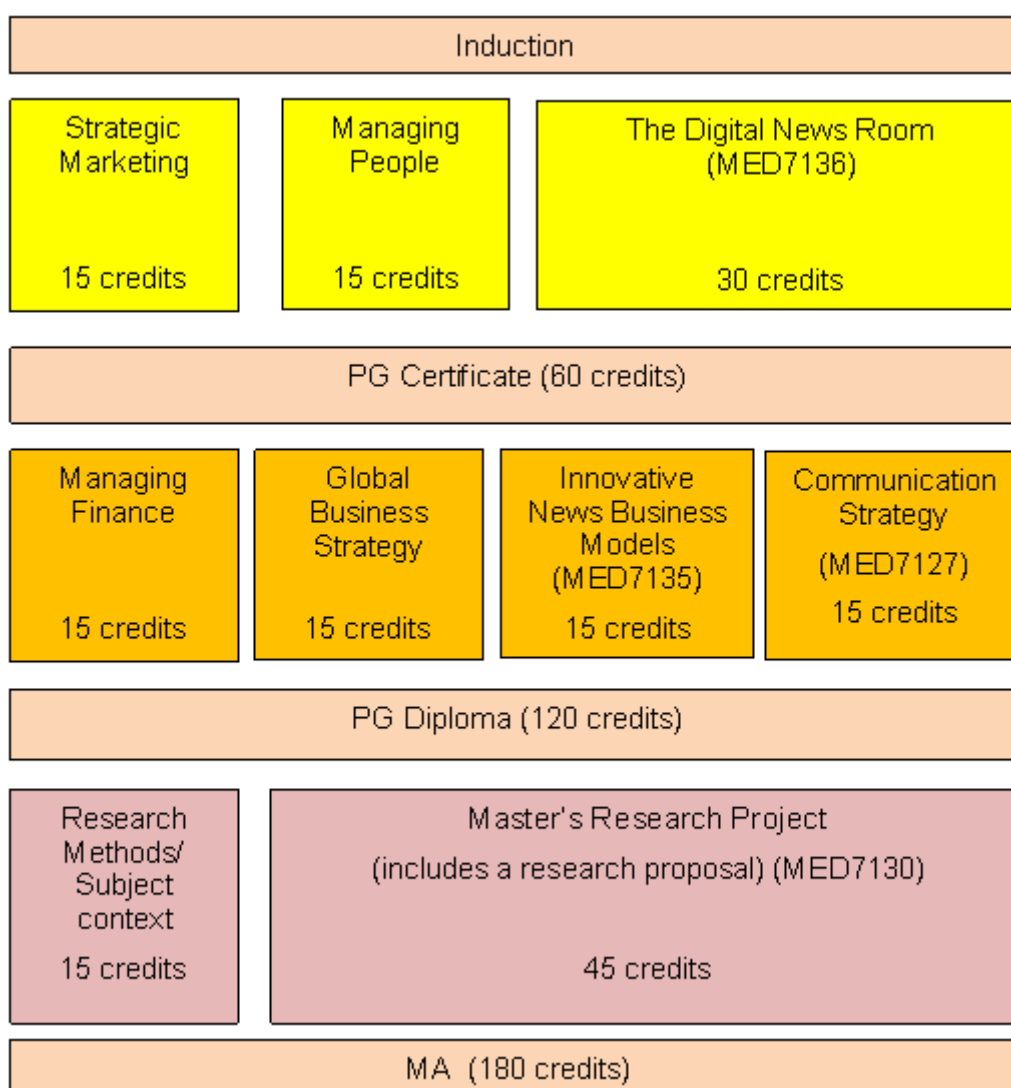 Induction
Strategic
Marketing
15 credits
Managing
People
15 credits
The Digital News Room
(MED7136)
30 credits
PG Certificate (60 credits)
Managing
Finance
15 credits
Global
Business
Strategy
15 credits
Innovative
News Business
Models
(MED7135)
15 credits
Communication
Strategy
(MED7127)
15 credits
PG Diploma (120 credits)
Research
Methods/
Subject
context
15 credits
Master's Research Project
(includes a research proposal) (MED7130)
45 credits
MA (180 credits)